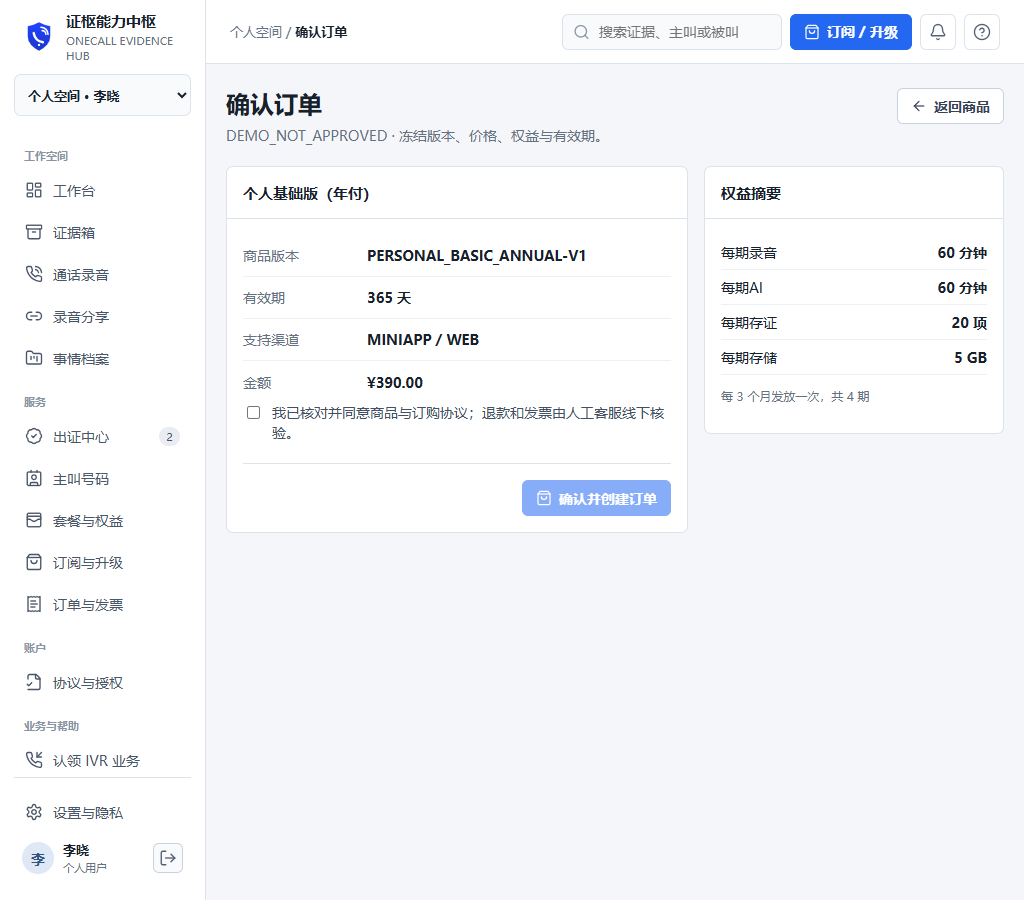 证枢能力中枢
ONECALL EVIDENCE
HUB
个人空间 • 李晓
工作空间
工作台
证据箱
通话录音
录音分享
事情档案
服务
出证中心
2
主叫号码
套餐与权益
订阅与升级
订单与发票
账户
协议与授权
业务与帮助
认领 IVR 业务
设置与隐私
李
李晓
个人用户
个人空间 / 确认订单
搜索证据、主叫或被叫
订阅 / 升级
确认订单
DEMO_NOT_APPROVED · 冻结版本、价格、权益与有效期。
返回商品
个人基础版（年付）
商品版本 PERSONAL_BASIC_ANNUAL-V1
有效期 365 天
支持渠道 MINIAPP / WEB
金额 ¥390.00
我已核对并同意商品与订购协议；退款和发票由人工客服线下核
验。
确认并创建订单
权益摘要
每期录音 60 分钟
每期AI 60 分钟
每期存证 20 项
每期存储 5 GB
每 3 个月发放一次，共 4 期